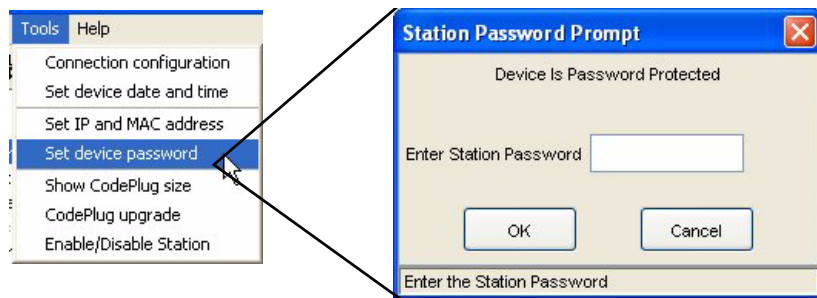 Tools Help
Connection configuration
Set device date and time
Set IP and MAC address
Set device password
Show CodePlug size
CodePlug upgrade
Enable/Disable Station
Station Password Prompt
Device Is Password Protected
Enter Station Password
OK Cancel
Enter the Station Password